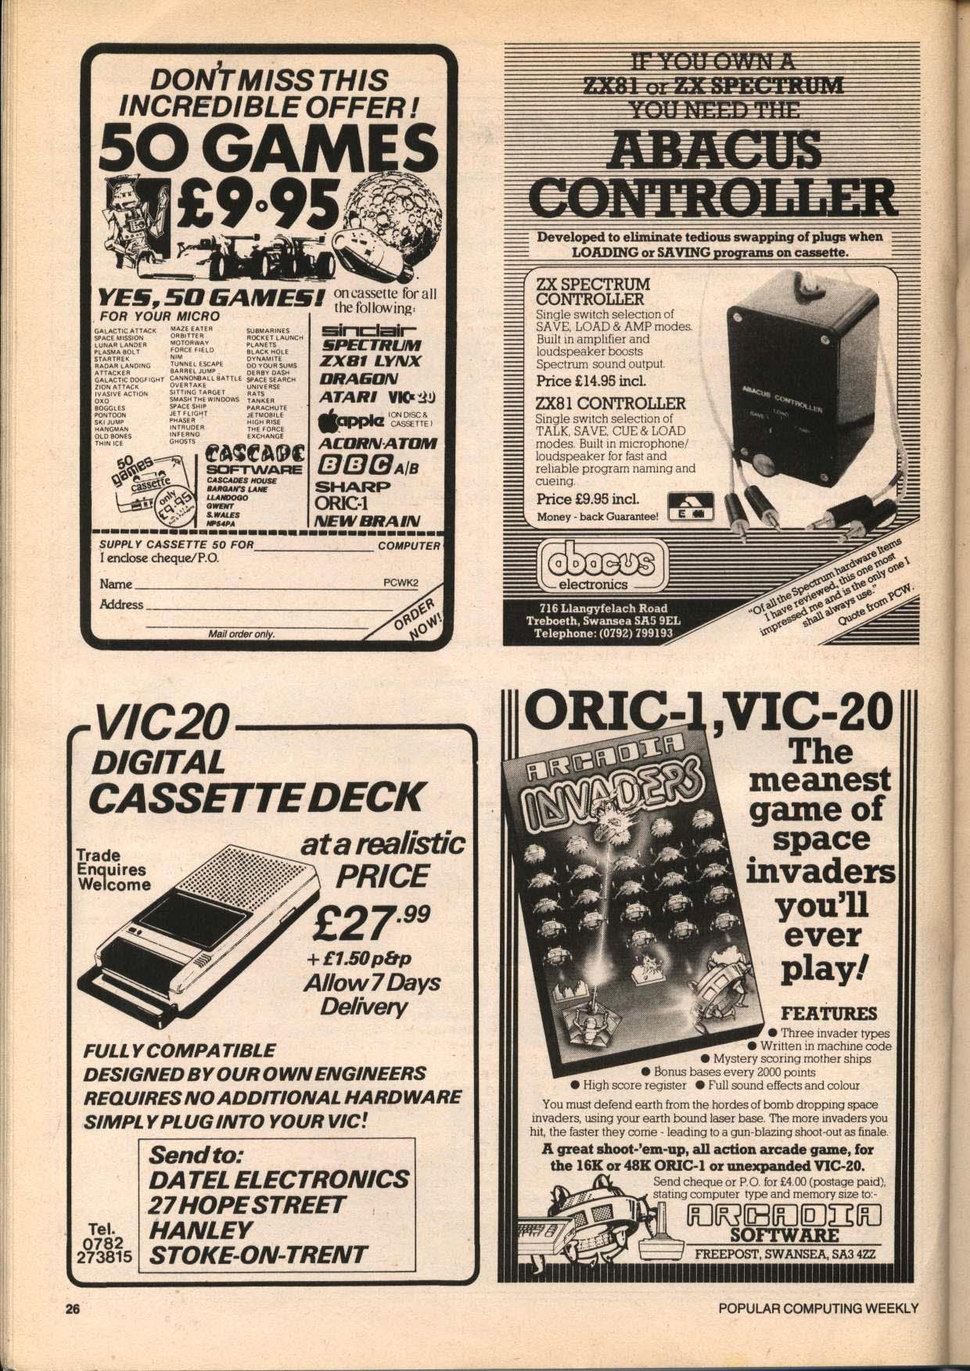 DON'T MISS THIS
INCREDIBLE OFFER!
50 GAMES
£9.95
YES, 50 GAMES! on cassette for all
the following:
FOR YOUR MICRO
GALACTIC ATTACK
SPACE MISSION
LUNAR LANDER
PLASMA BOLT
STARTREK
RADAR LANDING
ATTACKER
GALACTIC DOGFIGHT
ZION ATTACK
IVASIVE ACTION
OXO
BOGGLES
PONTOON
SKI JUMP
HANGMAN
OLD BONES
THIN ICE
MAZE EATER
ORBITTER
MOTORWAY
FORCE FIELD
NIM
TUNNEL ESCAPE
BARREL JUMP
CANNONBALL BATTLE
OVERTAKE
SITTING TARGET
SMASH THE WINDOWS
SPACE SHIP
JET FLIGHT
PHASER
INTRUDER
INFERNO
GHOSTS
SUBMARINES
ROCKET LAUNCH
PLANETS
BLACK HOLE
DYNAMITE
DO YOUR SUMS
DERBY DASH
SPACE SEARCH
UNIVERSE
RATS
TANKER
PARACHUTE
JETMOBILE
HIGH RISE
THE FORCE
EXCHANGE
sinclair
SPECTRUM
ZX81 LYNX
DRAGON
ATARI VIC-20
apple (ON DISC &
CASSETTE)
ACORN-ATOM
BBC A/B
SHARP
ORIC-1
NEW BRAIN
50
games
cassette
only
£9.95
CASCADE
SOFTWARE
CASCADES HOUSE
BARGAN'S LANE
LLANDOGO
GWENT
S.WALES
NP54PA
SUPPLY CASSETTE 50 FOR COMPUTER
I enclose cheque/P.O.
Name PCWK2
Address
ORDER
NOW!
Mail order only.
IF YOU OWN A
ZX81 or ZX SPECTRUM
YOU NEED THE
ABACUS
CONTROLLER
Developed to eliminate tedious swapping of plugs when
LOADING or SAVING programs on cassette.
ZX SPECTRUM
CONTROLLER
Single switch selection of
SAVE, LOAD & AMP modes.
Built in amplifier and
loudspeaker boosts
Spectrum sound output.
Price £14.95 incl.
ZX81 CONTROLLER
Single switch selection of
TALK, SAVE, CUE & LOAD
modes. Built in microphone/
loudspeaker for fast and
reliable program naming and
cueing.
Price £9.95 incl.
Money - back Guarantee!
ABACUS CONTROLLER
SAVE LOAD
abacus
electronics
716 Llangyfelach Road
Treboeth, Swansea SA5 9EL
Telephone: (0792) 799193
"Of all the Spectrum hardware Items
I have reviewed, this one most
impressed me and is the only one I
shall always use."
Quote from PCW.
VIC20
DIGITAL
CASSETTE DECK
Trade
Enquires
Welcome
at a realistic
PRICE
£27.99
+ £1.50 p&p
Allow 7 Days
Delivery
FULLY COMPATIBLE
DESIGNED BY OUR OWN ENGINEERS
REQUIRES NO ADDITIONAL HARDWARE
SIMPLY PLUG INTO YOUR VIC!
Send to:
DATEL ELECTRONICS
27 HOPE STREET
HANLEY
STOKE-ON-TRENT
Tel.
0782
273815
ORIC-1, VIC-20
ARCADIA
INVADERS
The
meanest
game of
space
invaders
you'll
ever
play!
FEATURES
● Three invader types
● Written in machine code
● Mystery scoring mother ships
● Bonus bases every 2000 points
● High score register ● Full sound effects and colour
You must defend earth from the hordes of bomb dropping space
invaders, using your earth bound laser base. The more invaders you
hit, the faster they come - leading to a gun-blazing shoot-out as finale.
A great shoot-'em-up, all action arcade game, for
the 16K or 48K ORIC-1 or unexpanded VIC-20.
Send cheque or P.O. for £4.00 (postage paid),
stating computer type and memory size to:-
ARCADIA
SOFTWARE
FREEPOST, SWANSEA, SA3 4ZZ
26
POPULAR COMPUTING WEEKLY